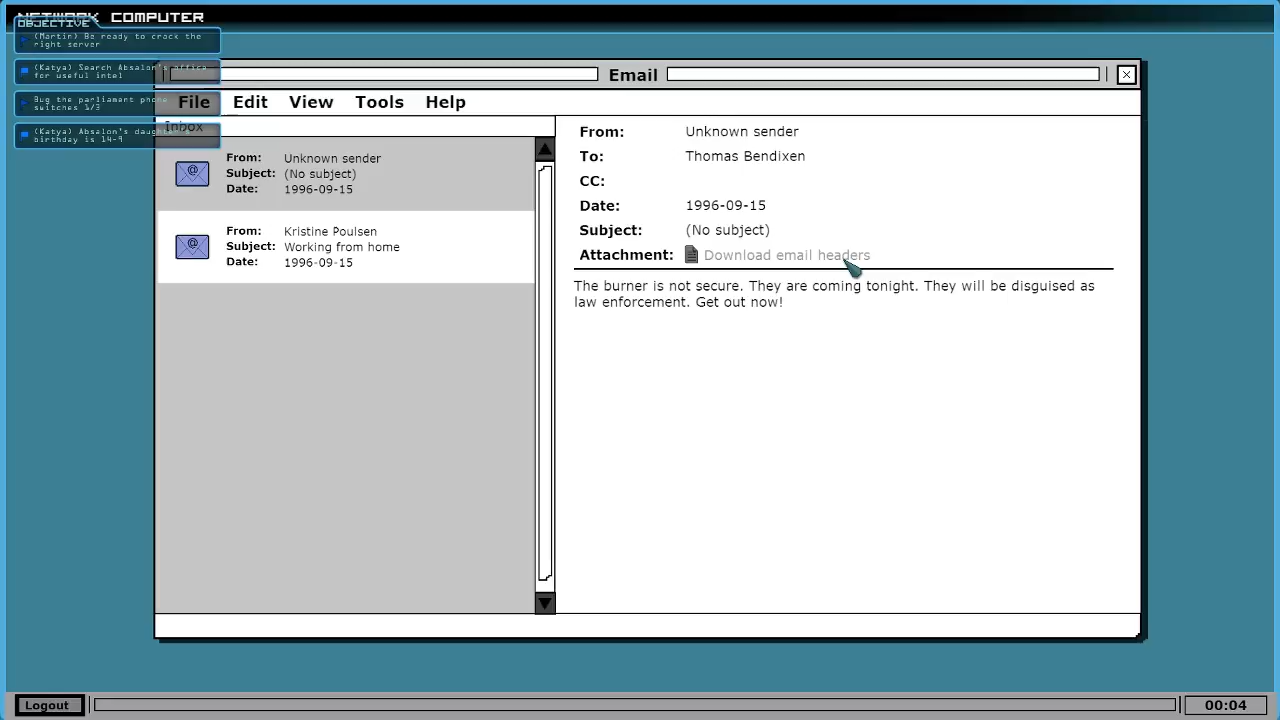 NETWORK COMPUTER
OBJECTIVE
(Martin) Be ready to crack the
right server
(Katya) Search Absalon's office
for useful intel
Bug the parliament phone
switches 1/3
(Katya) Absalon's daughter's
birthday is 14-9
Email
File Edit View Tools Help
Inbox
From: Unknown sender
Subject: (No subject)
Date: 1996-09-15
From: Kristine Poulsen
Subject: Working from home
Date: 1996-09-15
From: Unknown sender
To: Thomas Bendixen
CC:
Date: 1996-09-15
Subject: (No subject)
Attachment: Download email headers
The burner is not secure. They are coming tonight. They will be disguised as
law enforcement. Get out now!
Logout
00:04